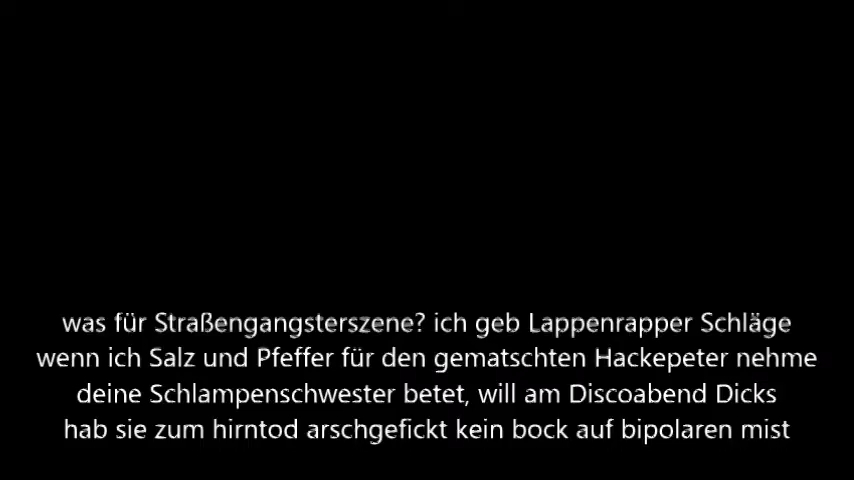 was für Straßengangsterszene? ich geb Lappenrapper Schläge
wenn ich Salz und Pfeffer für den gematschten Hackepeter nehme
deine Schlampenschwester betet, will am Discoabend Dicks
hab sie zum hirntod arschgefickt kein bock auf bipolaren mist